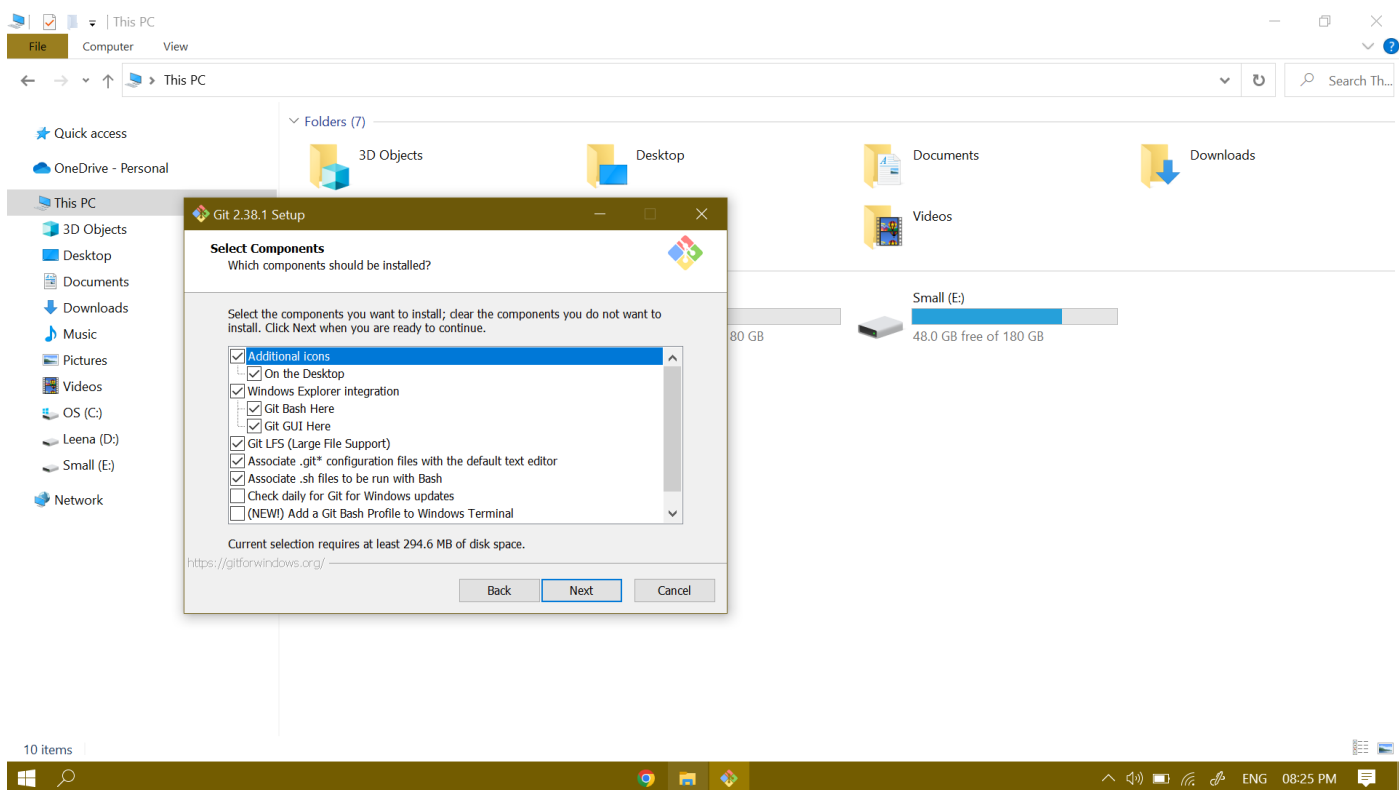 This PC
File Computer View
This PC
Search Th...
Quick access
OneDrive - Personal
This PC
3D Objects
Desktop
Documents
Downloads
Music
Pictures
Videos
OS (C:)
Leena (D:)
Small (E:)
Network
Folders (7)
3D Objects
Desktop
Documents
Downloads
Videos
Small (E:)
80 GB
48.0 GB free of 180 GB
Git 2.38.1 Setup
Select Components
Which components should be installed?
Select the components you want to install; clear the components you do not want to
install. Click Next when you are ready to continue.
Additional icons
On the Desktop
Windows Explorer integration
Git Bash Here
Git GUI Here
Git LFS (Large File Support)
Associate .git* configuration files with the default text editor
Associate .sh files to be run with Bash
Check daily for Git for Windows updates
(NEW!) Add a Git Bash Profile to Windows Terminal
Current selection requires at least 294.6 MB of disk space.
https://gitforwindows.org/
Back Next Cancel
10 items
ENG 08:25 PM